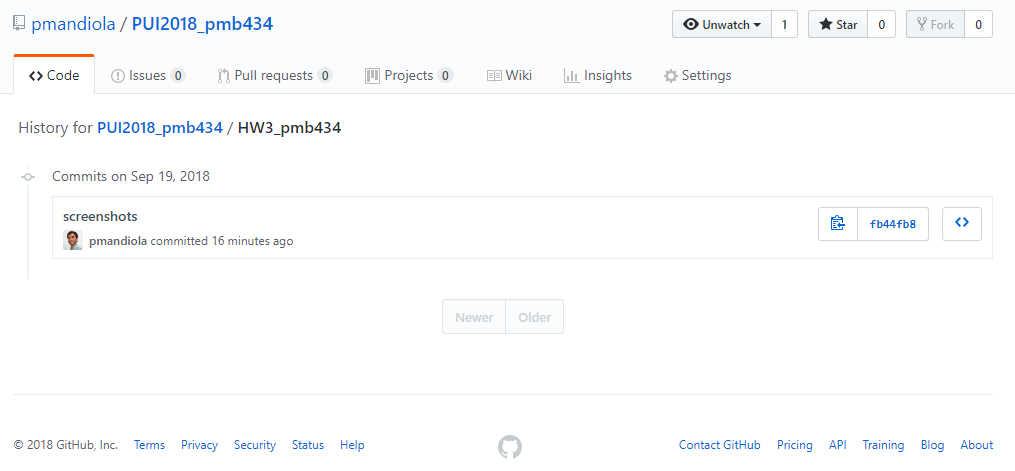 pmandiola / PUI2018_pmb434 Unwatch 1 Star 0 Fork 0
Code Issues 0 Pull requests 0 Projects 0 Wiki Insights Settings
History for PUI2018_pmb434 / HW3_pmb434
Commits on Sep 19, 2018
screenshots
fb44fb8
pmandiola committed 16 minutes ago
Newer Older
© 2018 GitHub, Inc. Terms Privacy Security Status Help Contact GitHub Pricing API Training Blog About